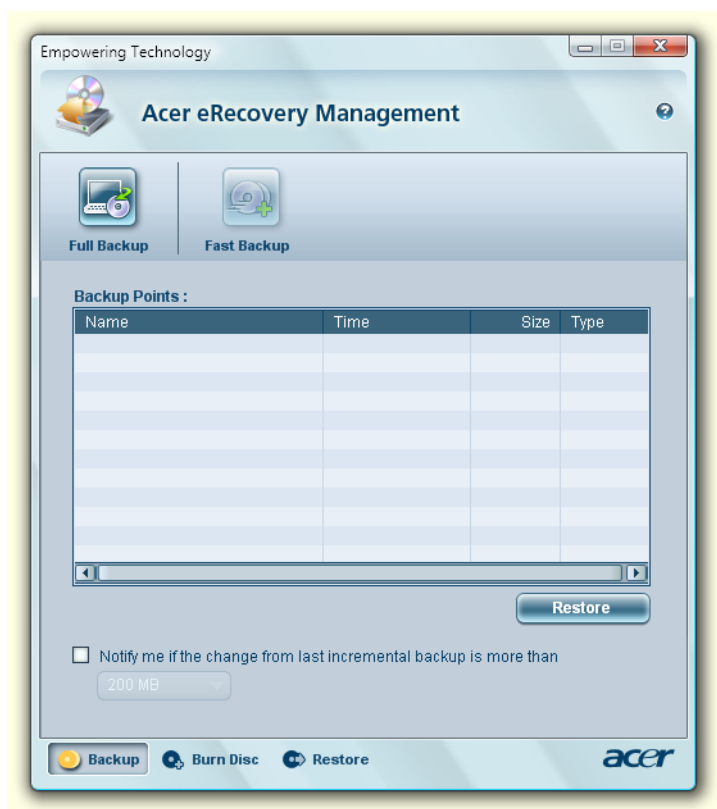 Empowering Technology
Acer eRecovery Management
Full Backup Fast Backup
Backup Points :
Name Time Size Type
Restore
Notify me if the change from last incremental backup is more than
200 MB
Backup Burn Disc Restore acer